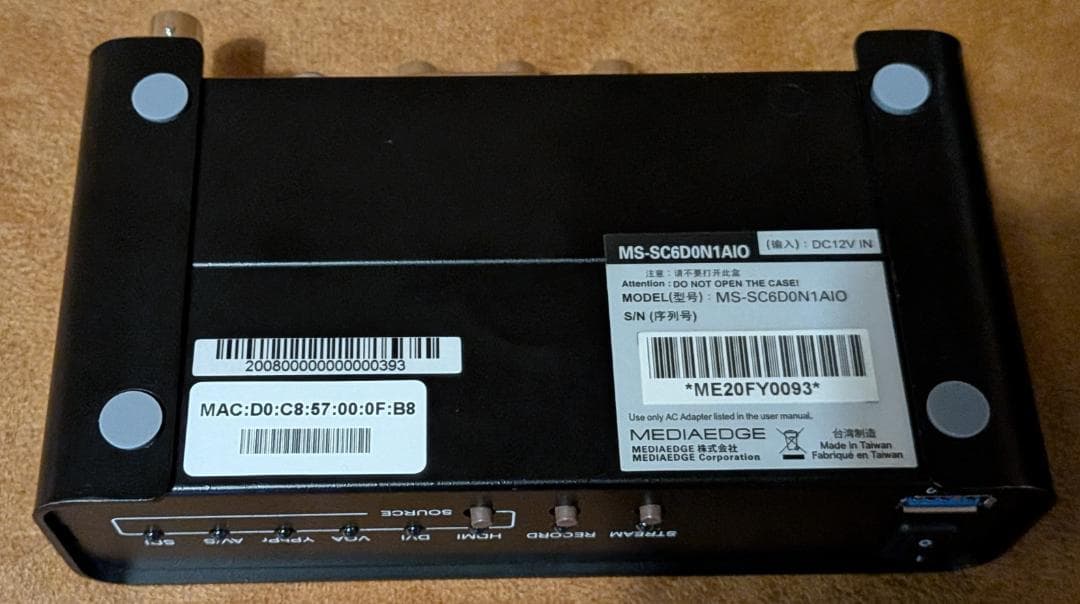 MS-SC6D0N1AIO
(输入) : DC12V IN
注意 : 请不要打开此盒
Attention : DO NOT OPEN THE CASE!
MODEL(型号) : MS-SC6D0N1AIO
S/N (序列号)
*ME20FY0093*
Use only AC Adapter listed in the user manual.
MEDIAEDGE
MEDIAEDGE 株式会社
MEDIAEDGE Corporation
台湾制造
Made in Taiwan
Fabriqué en Taiwan
200800000000000393
MAC:D0:C8:57:00:0F:B8
SOURCE
SDI
AV/S
YPbPr
VGA
DVI
HDMI
RECORD
STREAM